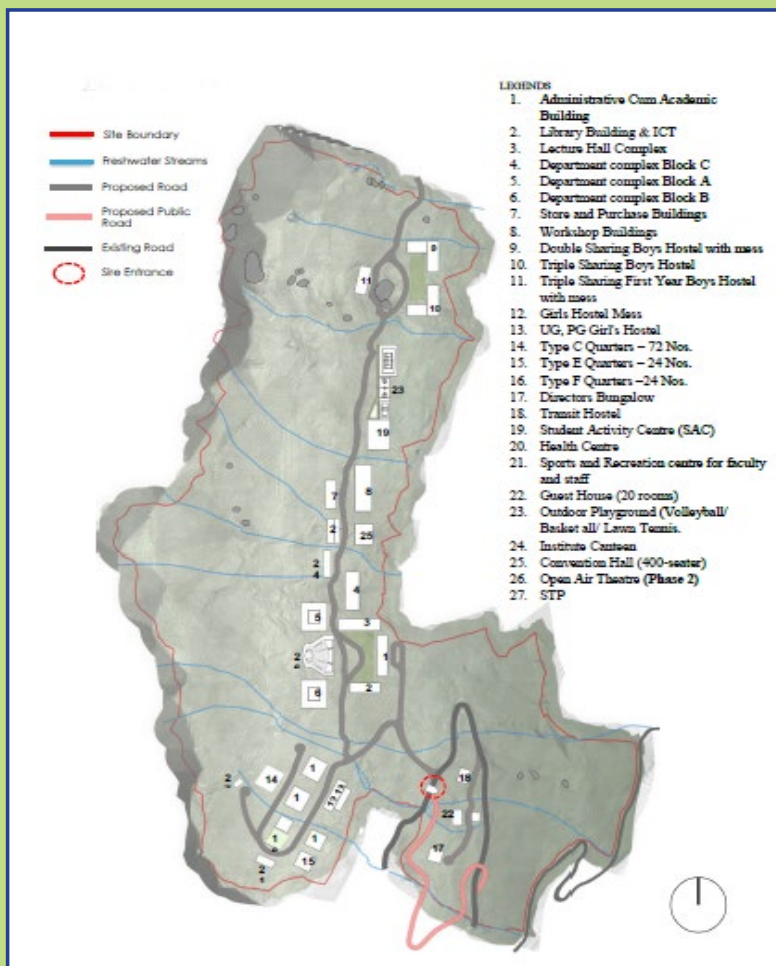 LEGENDS
1. Administrative Cum Academic
Building
2. Library Building & ICT
3. Lecture Hall Complex
4. Department complex Block C
5. Department complex Block A
6. Department complex Block B
7. Store and Purchase Buildings
8. Workshop Buildings
9. Double Sharing Boys Hostel with mess
10. Triple Sharing Boys Hostel
11. Triple Sharing First Year Boys Hostel
with mess
12. Girls Hostel Mess
13. UG, PG Girl's Hostel
14. Type C Quarters – 72 Nos.
15. Type E Quarters – 24 Nos.
16. Type F Quarters –24 Nos.
17. Directors Bungalow
18. Transit Hostel
19. Student Activity Centre (SAC)
20. Health Centre
21. Sports and Recreation centre for faculty
and staff
22. Guest House (20 rooms)
23. Outdoor Playground (Volleyball/
Basket all/ Lawn Tennis.
24. Institute Canteen
25. Convention Hall (400-seater)
26. Open Air Theatre (Phase 2)
27. STP
Site Boundary
Freshwater Streams
Proposed Road
Proposed Public
Road
Existing Road
Site Entrance
9
11
10
23
19
7
8
2
25
2
4
4
5
3
2
1
6
2
14
1
18
2
1
13 13
22
1
1
17
2
15